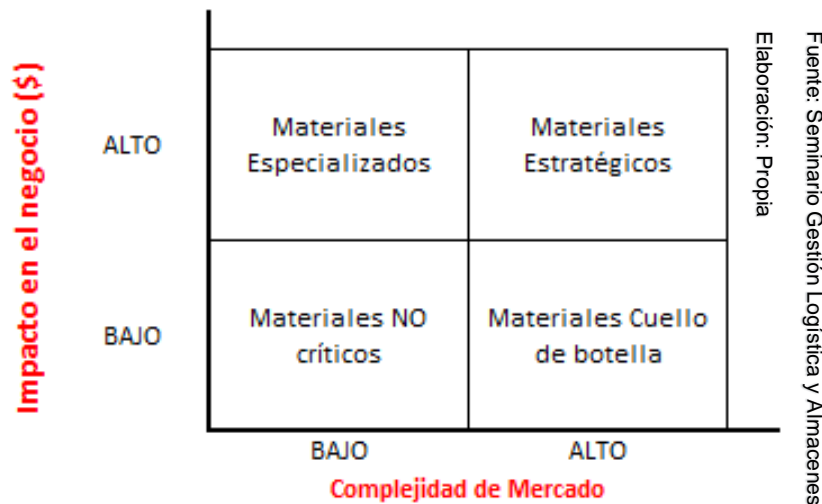 Impacto en el negocio ($)
ALTO
Materiales
Especializados
Materiales
Estratégicos
BAJO
Materiales NO
críticos
Materiales Cuello
de botella
BAJO
ALTO
Complejidad de Mercado
Fuente: Seminario Gestión Logística y Almacenes
Elaboración: Propia